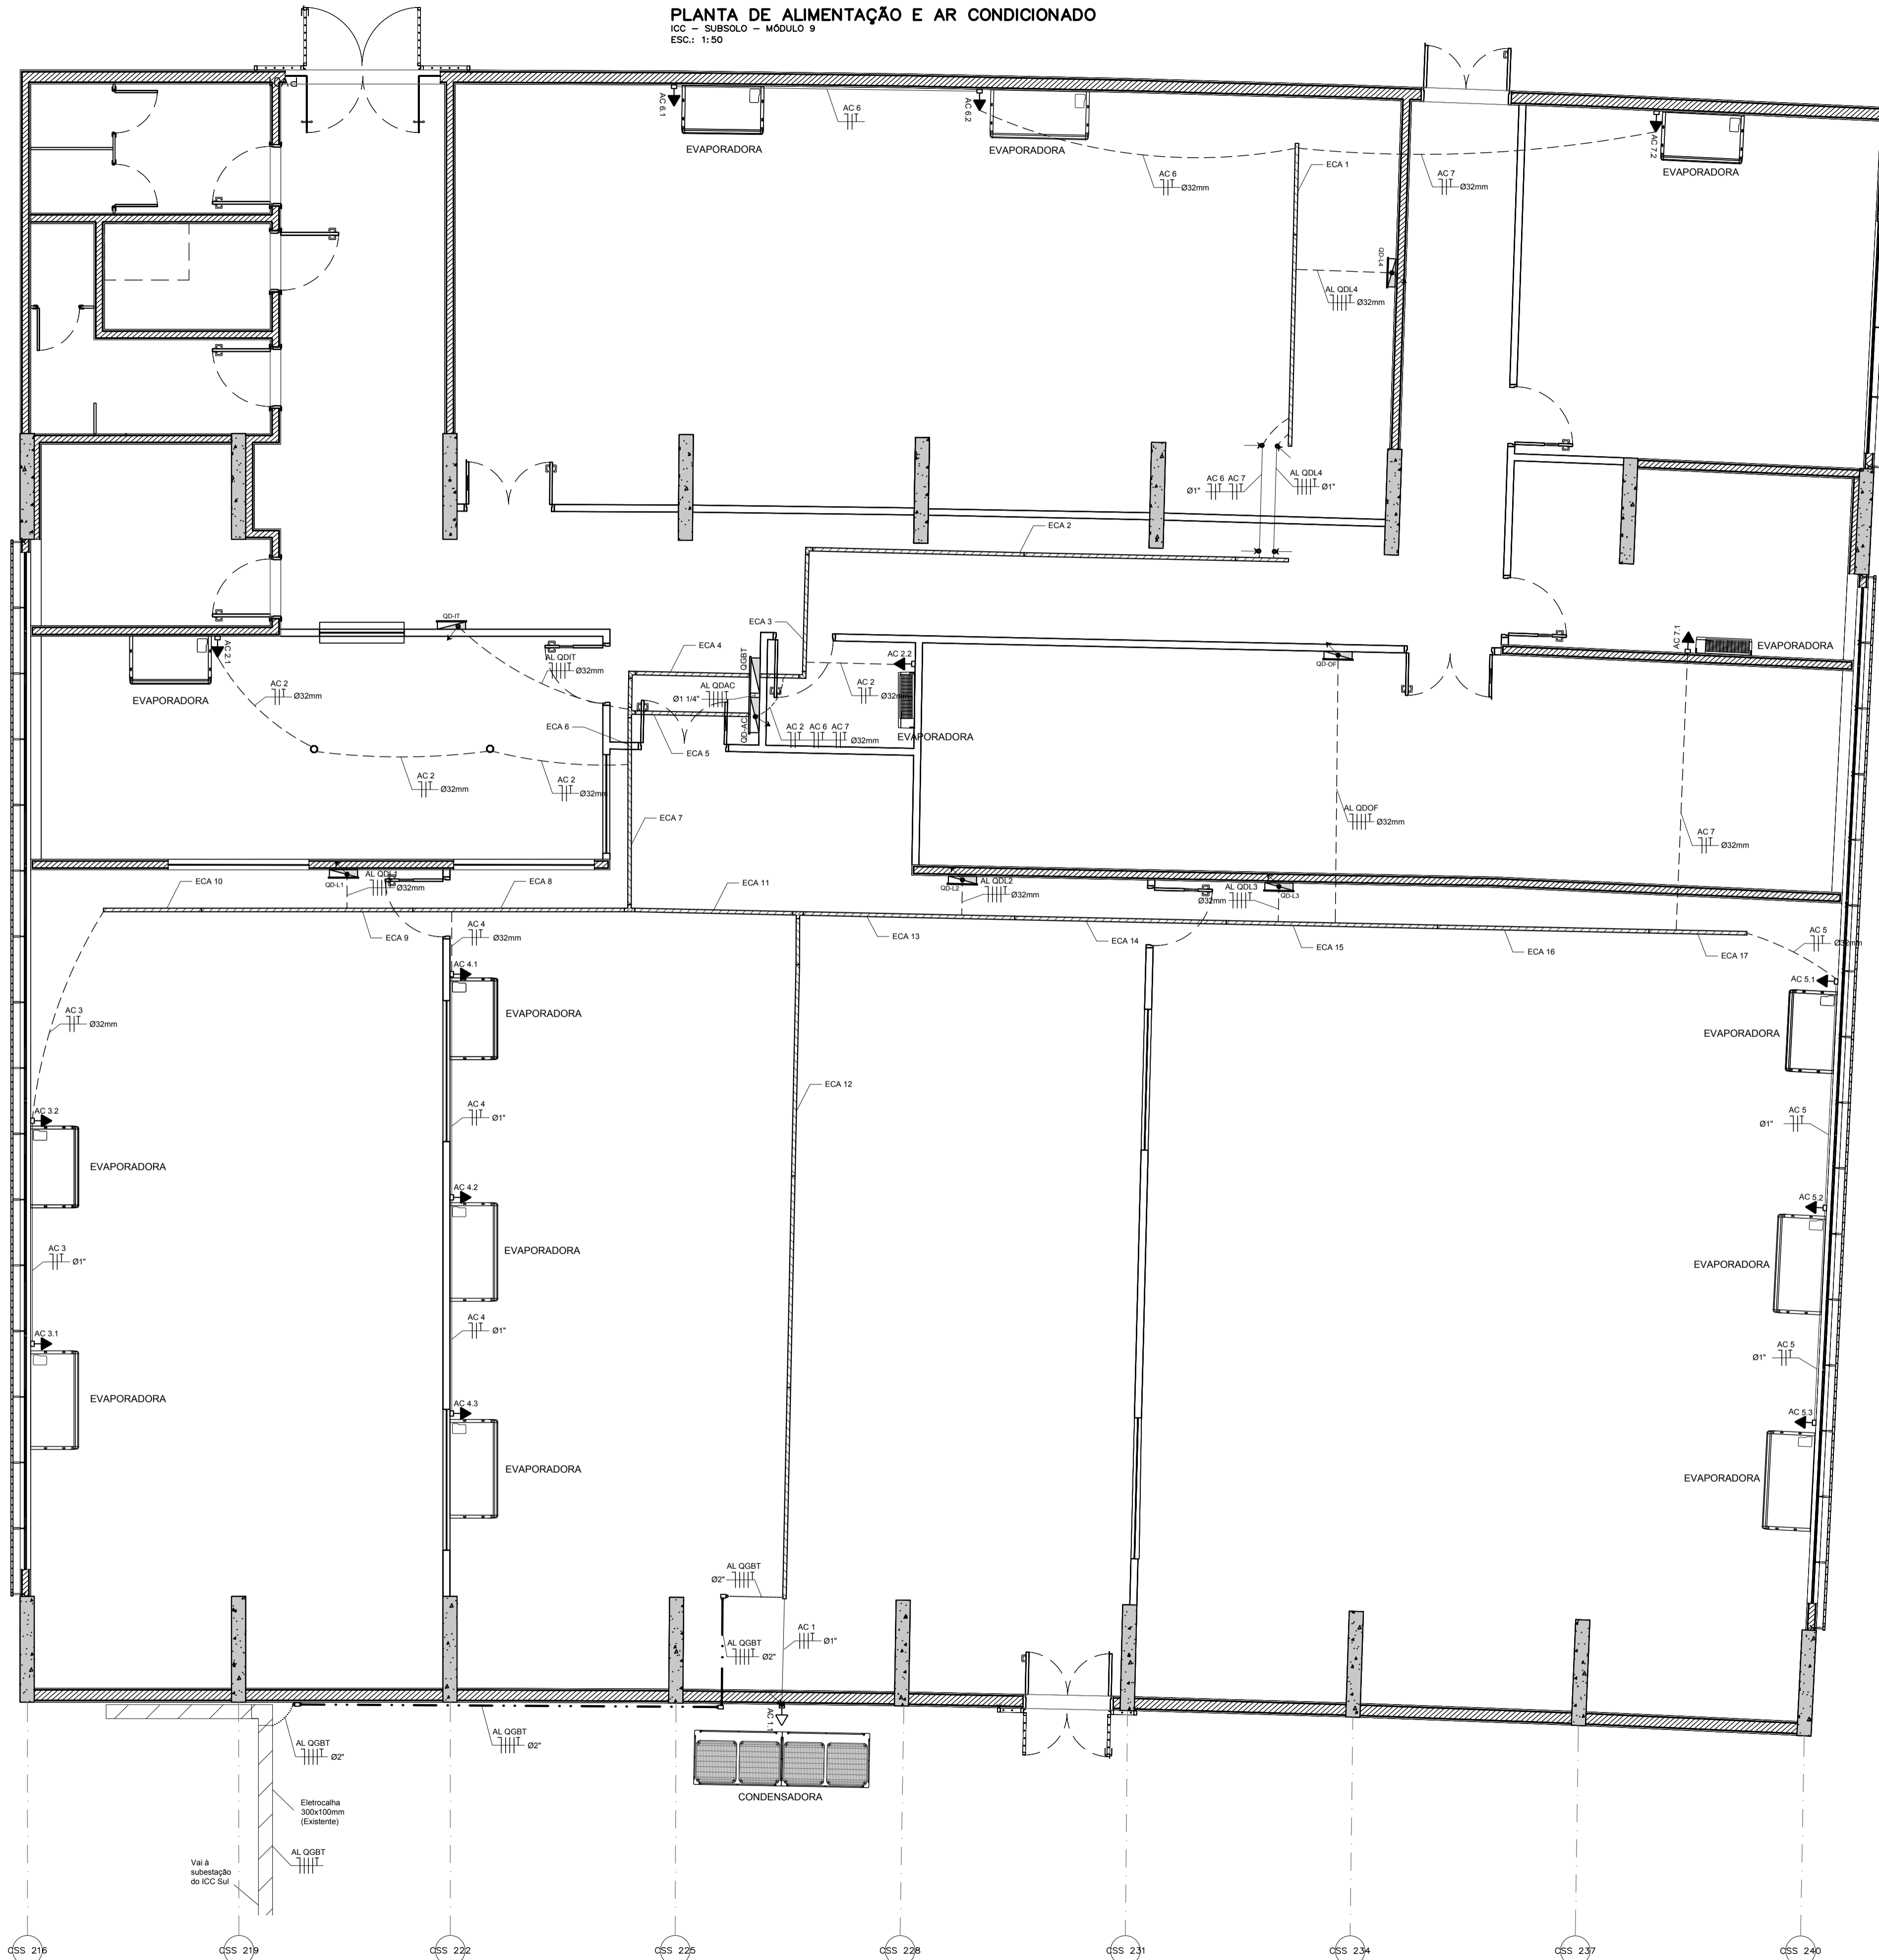 PLANTA DE ALIMENTAÇÃO E AR CONDICIONADO
ICC - SUBSOLO - MÓDULO 9
ESC.: 1:50
AC 6.1
EVAPORADORA
AC 6
AC 6.2
EVAPORADORA
AC 6
Ø32mm
ECA 1
AC 7
Ø32mm
AC 7.2
EVAPORADORA
QD-L4
AL QDL4
Ø32mm
AC 6 AC 7
Ø1"
AL QDL4
Ø1"
ECA 2
QD-IT
AC 2.1
EVAPORADORA
AC 2
Ø32mm
AL QDIT
Ø32mm
ECA 3
ECA 4
QGBT
AL QDAC
Ø1 1/4"
QD-AC
AC 2.2
AC 2
Ø32mm
EVAPORADORA
AC 2 AC 6 AC 7
Ø32mm
ECA 5
ECA 6
QD-OF
AC 7.1
EVAPORADORA
AC 2
Ø32mm
AC 2
Ø32mm
ECA 7
AL QDOF
Ø32mm
AC 7
Ø32mm
ECA 10
QD-L1
AL QDL1
Ø32mm
ECA 8
ECA 11
QD-L2
AL QDL2
Ø32mm
AL QDL3
Ø32mm
QD-L3
ECA 9
AC 4
Ø32mm
ECA 13
ECA 14
ECA 15
ECA 16
ECA 17
AC 5
Ø32mm
AC 4.1
EVAPORADORA
AC 5.1
EVAPORADORA
AC 3
Ø32mm
ECA 12
AC 3.2
EVAPORADORA
AC 4
Ø1"
AC 5
Ø1"
AC 4.2
EVAPORADORA
AC 5.2
EVAPORADORA
AC 3
Ø1"
AC 3.1
EVAPORADORA
AC 4
Ø1"
AC 5
Ø1"
AC 4.3
EVAPORADORA
AC 5.3
EVAPORADORA
AL QGBT
Ø2"
AL QGBT
Ø2"
AC 1
Ø1"
AL QGBT
Ø2"
AL QGBT
Ø2"
CONDENSADORA
Eletrocalha
300x100mm
(Existente)
AL QGBT
Vai à
subestação
do ICC Sul
CSS 216
CSS 219
CSS 222
CSS 225
CSS 228
CSS 231
CSS 234
CSS 237
CSS 240